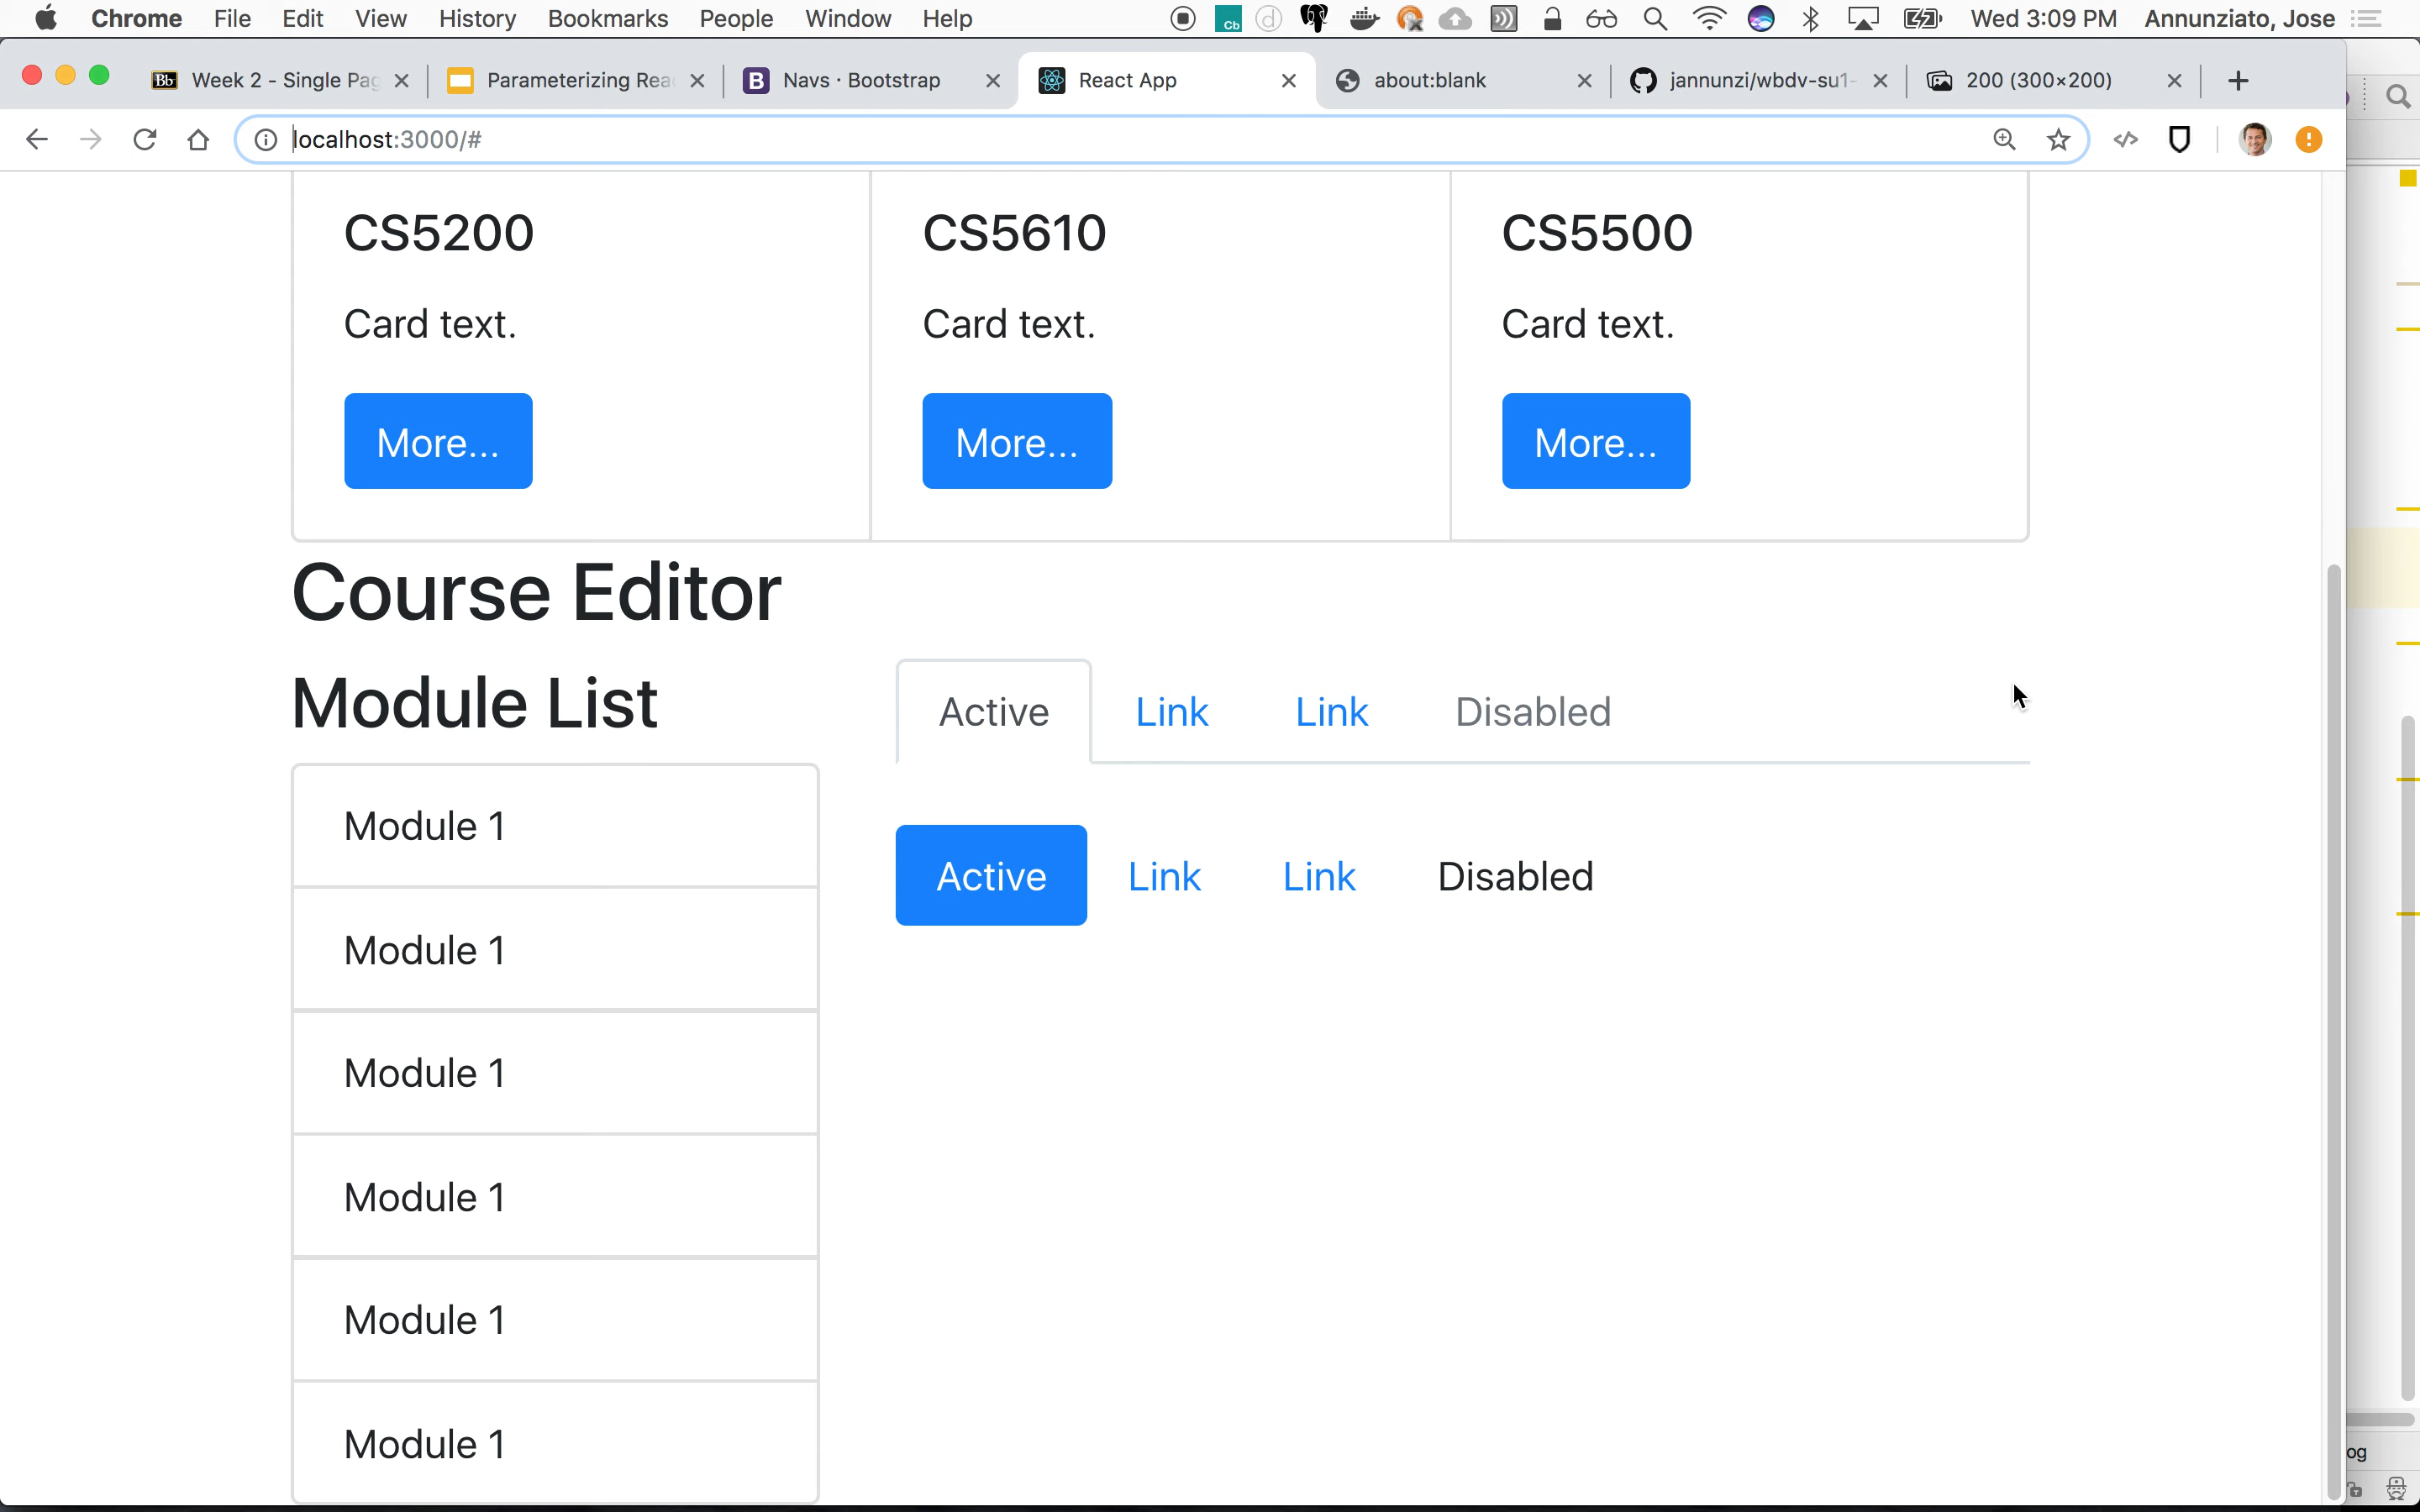 Chrome File Edit View History Bookmarks People Window Help Cb d Wed 3:09 PM Annunziato, Jose
Bb Week 2 - Single Pag Parameterizing Rea B Navs · Bootstrap React App about:blank jannunzi/wbdv-su1- 200 (300×200)
localhost:3000/#
CS5200 CS5610 CS5500
Card text. Card text. Card text.
More... More... More...
Course Editor
Module List
Active Link Link Disabled
Module 1
Active Link Link Disabled
Module 1
Module 1
Module 1
Module 1
Module 1
og